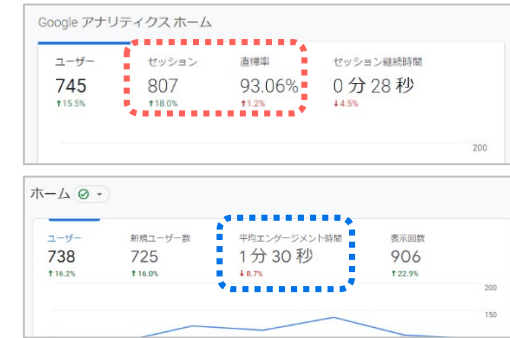 Google アナリティクス ホーム
ユーザー セッション 直帰率 セッション継続時間
745 807 93.06% 0 分 28 秒
↑15.5% ↑18.0% ↑1.2% ↓4.5%
200
ホーム
ユーザー 新規ユーザー数 平均エンゲージメント時間 表示回数
738 725 1 分 30 秒 906
↑16.2% ↑16.0% ↓8.7% ↑22.9%
200
150